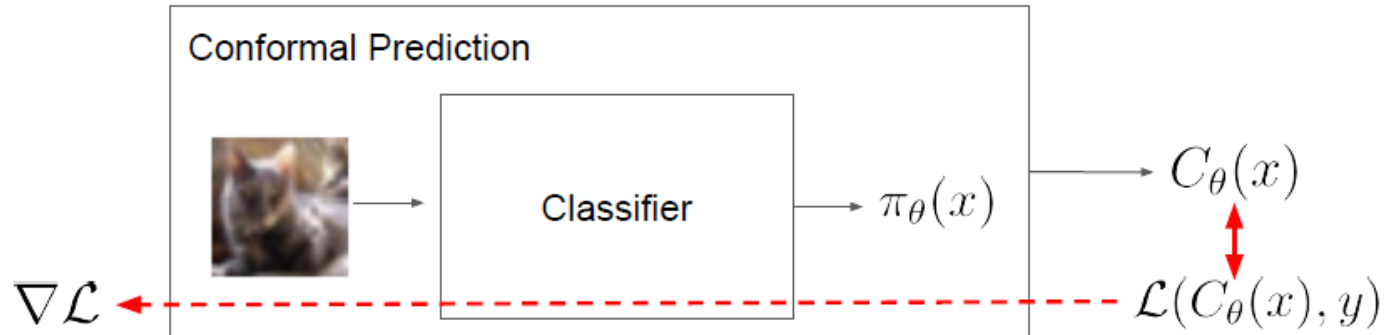 Conformal Prediction
Classifier
π_θ(x)
C_θ(x)
∇ℒ
ℒ(C_θ(x), y)